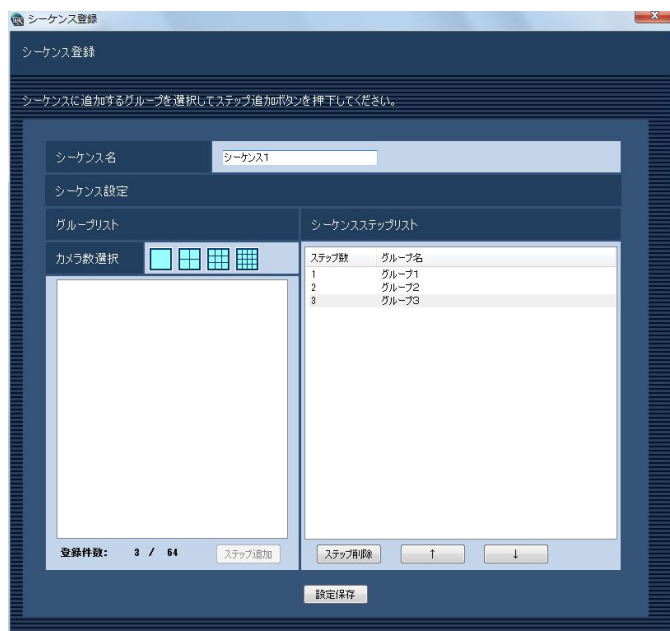 シーケンス登録
シーケンス登録
シーケンスに追加するグループを選択してステップ追加ボタンを押下してください。
シーケンス名
シーケンス1
シーケンス設定
グループリスト
シーケンスステップリスト
カメラ数選択
ステップ数 グループ名
1 グループ1
2 グループ2
3 グループ3
登録件数: 3 / 64
ステップ追加
ステップ削除
↑
↓
設定保存